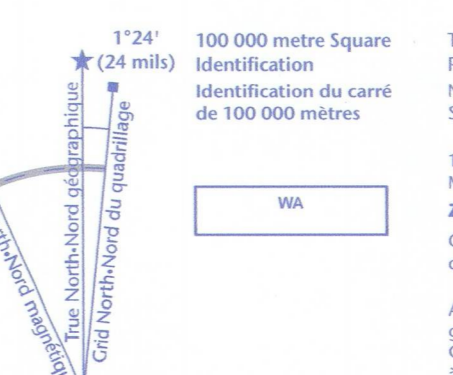 1°24'
(24 mils)
100 000 metre Square
Identification
Identification du carré
de 100 000 mètres
WA
True North•Nord géographique
Grid North•Nord du quadrillage